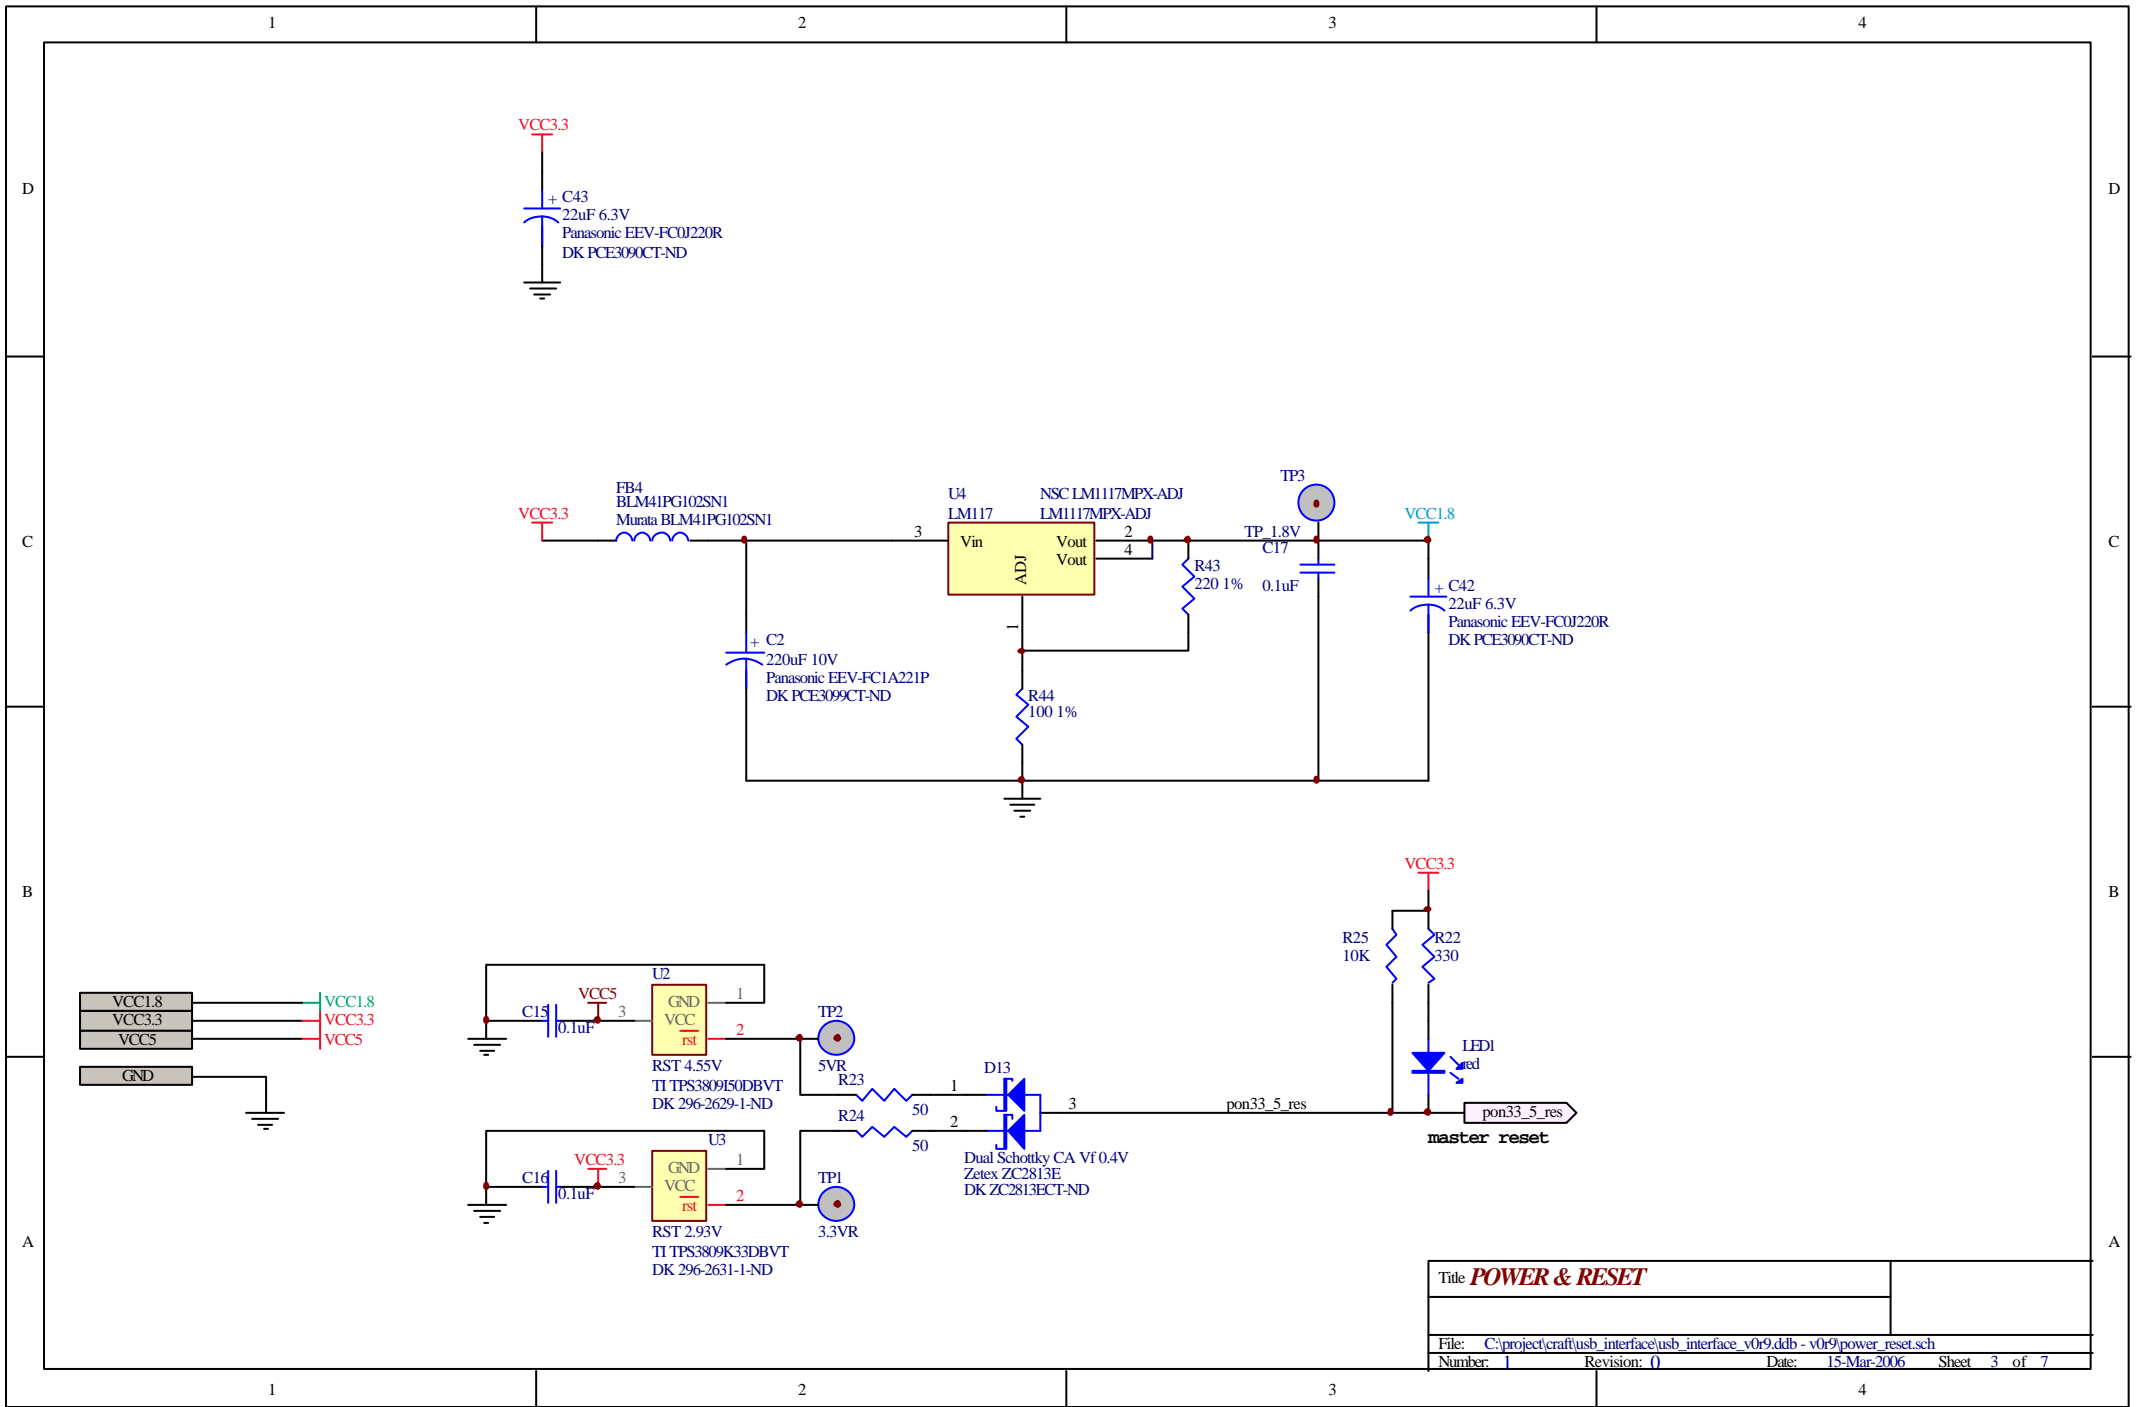 1 2 3 4
D D
VCC3.3
+ C43
22uF 6.3V
Panasonic EEV-FC0J220R
DK PCE3090CT-ND
C C
VCC3.3
FB4
BLM41PG102SN1
Murata BLM41PG102SN1
U4
LM117
NSC LM1117MPX-ADJ
LM1117MPX-ADJ
3 Vin
Vout 2
Vout 4
ADJ
1
TP3
TP_1.8V
C17
0.1uF
VCC1.8
R43
220 1%
+ C42
22uF 6.3V
Panasonic EEV-FC0J220R
DK PCE3090CT-ND
+ C2
220uF 10V
Panasonic EEV-FC1A221P
DK PCE3099CT-ND
R44
100 1%
B B
VCC3.3
R25
10K
R22
330
LED1
red
VCC1.8 VCC1.8
VCC3.3 VCC3.3
VCC5 VCC5
GND
U2
C15
0.1uF
VCC5
3
GND 1
VCC
rst 2
RST 4.55V
TI TPS3809I50DBVT
DK 296-2629-1-ND
TP2
5VR
R23
50
R24
50
D13
1
2
3
Dual Schottky CA Vf 0.4V
Zetex ZC2813E
DK ZC2813ECT-ND
pon33_5_res
pon33_5_res
master reset
U3
C16
0.1uF
VCC3.3
3
GND 1
VCC
rst 2
RST 2.93V
TI TPS3809K33DBVT
DK 296-2631-1-ND
TP1
3.3VR
A A
Title POWER & RESET
File: C:\project\craft\usb_interface\usb_interface_v0r9.ddb - v0r9\power_reset.sch
Number: 1 Revision: 0 Date: 15-Mar-2006 Sheet 3 of 7
1 2 3 4